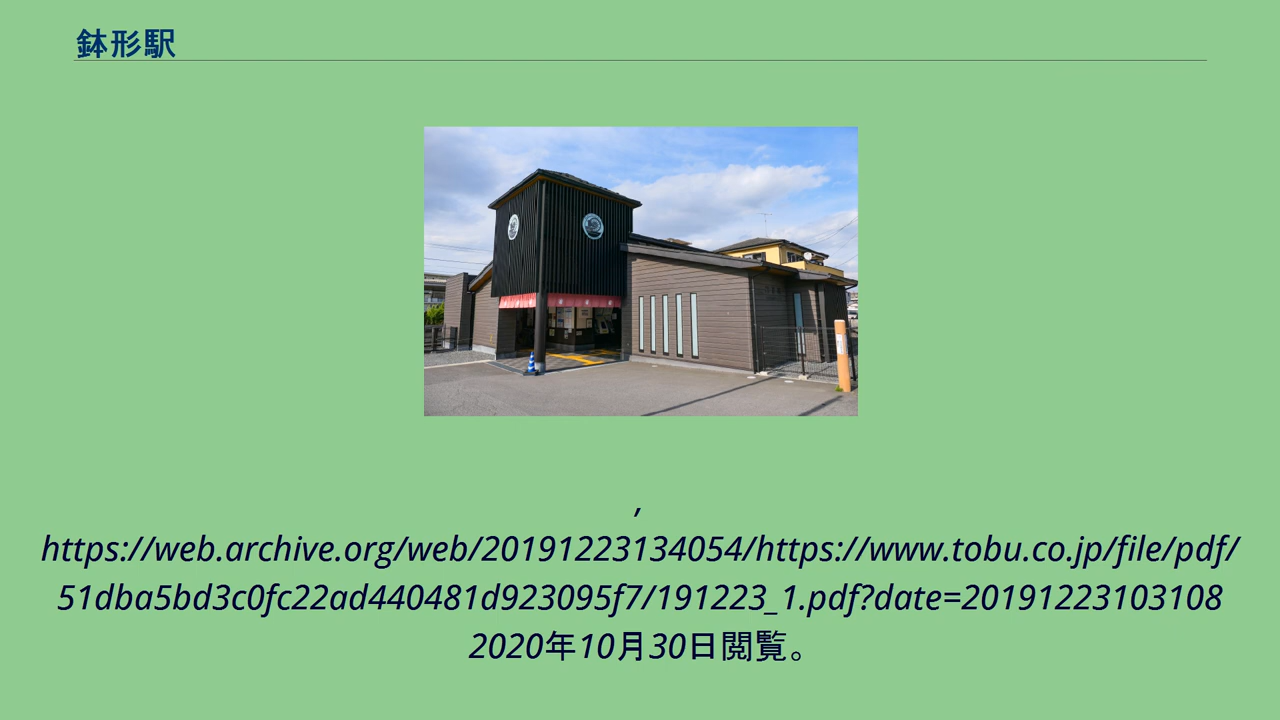 鉢形駅
,
https://web.archive.org/web/20191223134054/https://www.tobu.co.jp/file/pdf/
51dba5bd3c0fc22ad440481d923095f7/191223_1.pdf?date=20191223103108
2020年10月30日閲覧。